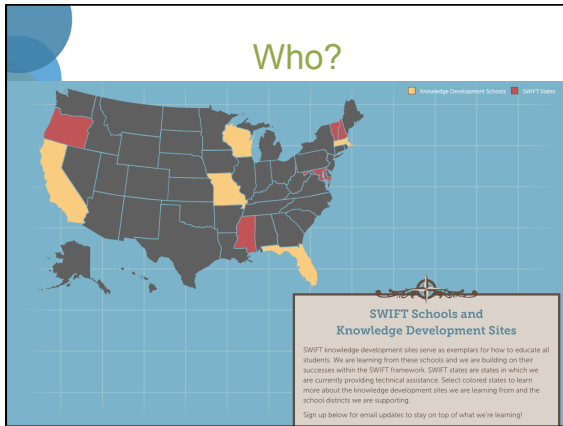 Who?
Knowledge Development Schools SWIFT States
SWIFT Schools and
Knowledge Development Sites
SWIFT knowledge development sites serve as exemplars for how to educate all
students. We are learning from these schools and we are building on their
successes within the SWIFT framework. SWIFT states are states in which we
are currently providing technical assistance. Select colored states to learn
more about the knowledge development sites we are learning from and the
school districts we are supporting.
Sign up below for email updates to stay on top of what we're learning!